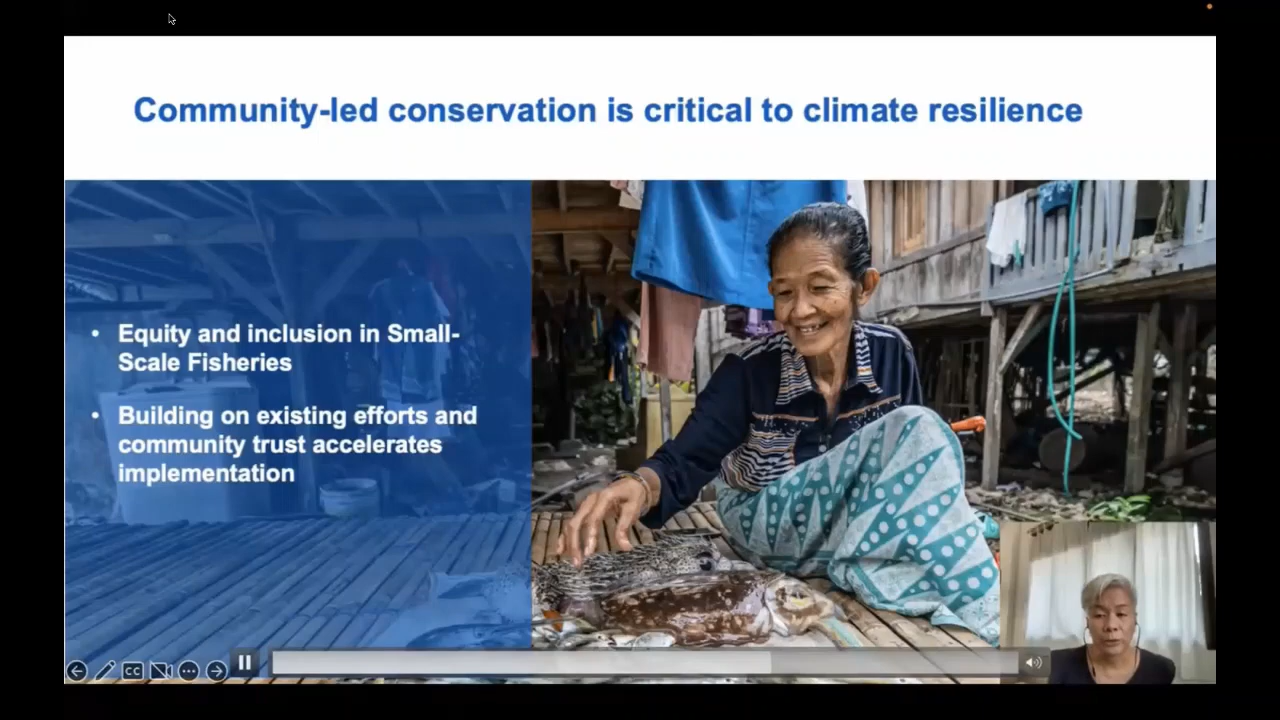 Community-led conservation is critical to climate resilience
• Equity and inclusion in Small-
Scale Fisheries
• Building on existing efforts and
community trust accelerates
implementation
CC